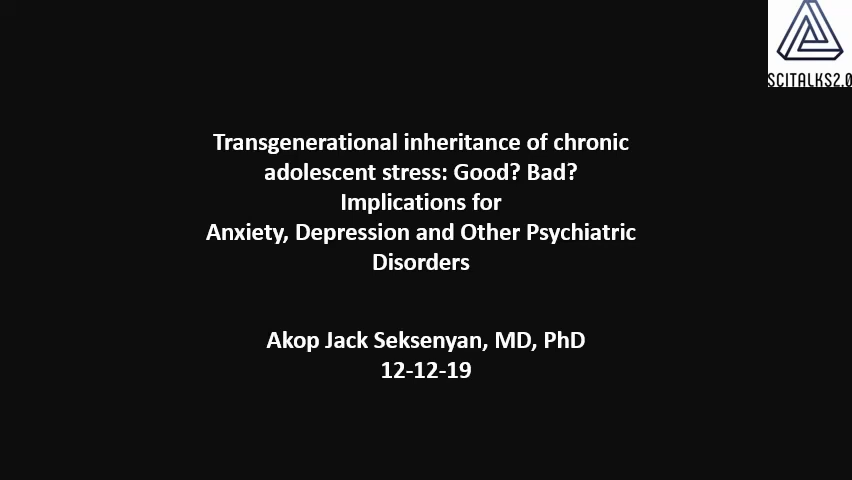 SCITALKS2.0
Transgenerational inheritance of chronic
adolescent stress: Good? Bad?
Implications for
Anxiety, Depression and Other Psychiatric
Disorders
Akop Jack Seksenyan, MD, PhD
12-12-19